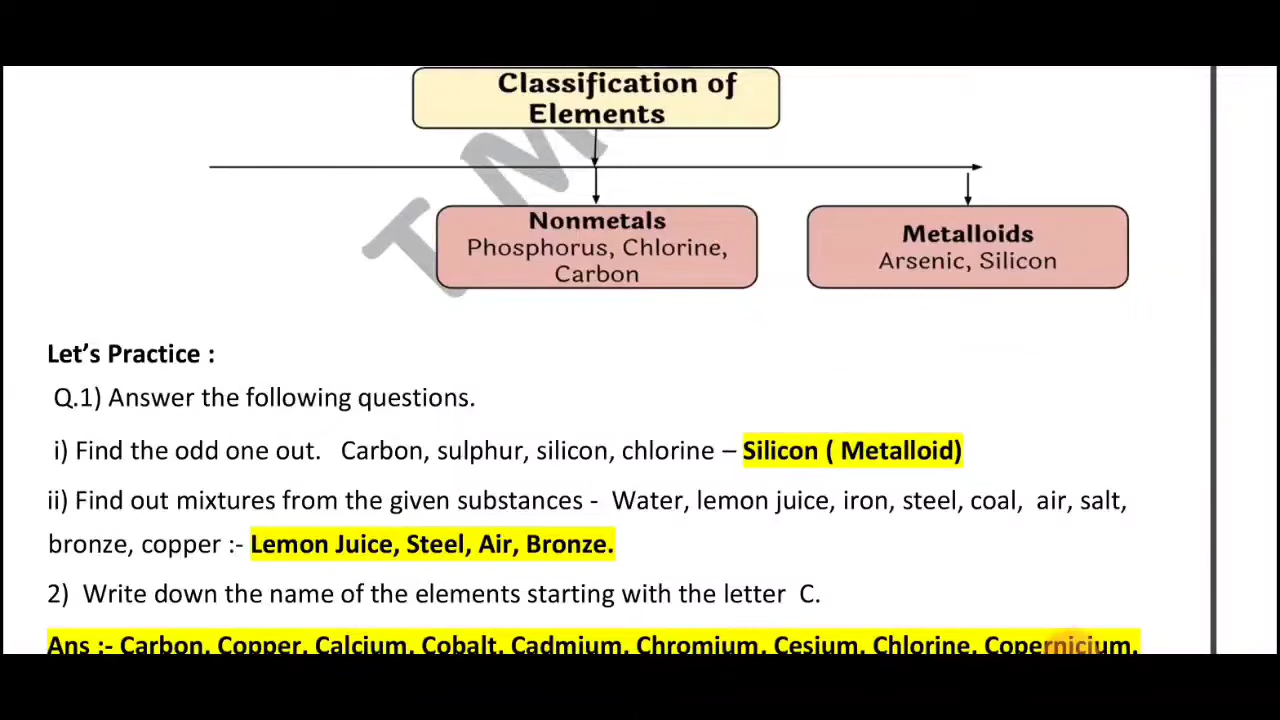 Classification of
Elements
Nonmetals
Phosphorus, Chlorine,
Carbon
Metalloids
Arsenic, Silicon
Let’s Practice :
Q.1) Answer the following questions.
i) Find the odd one out. Carbon, sulphur, silicon, chlorine – Silicon ( Metalloid)
ii) Find out mixtures from the given substances - Water, lemon juice, iron, steel, coal, air, salt,
bronze, copper :- Lemon Juice, Steel, Air, Bronze.
2) Write down the name of the elements starting with the letter C.
Ans :- Carbon, Copper, Calcium, Cobalt, Cadmium, Chromium, Cesium, Chlorine, Copernicium,